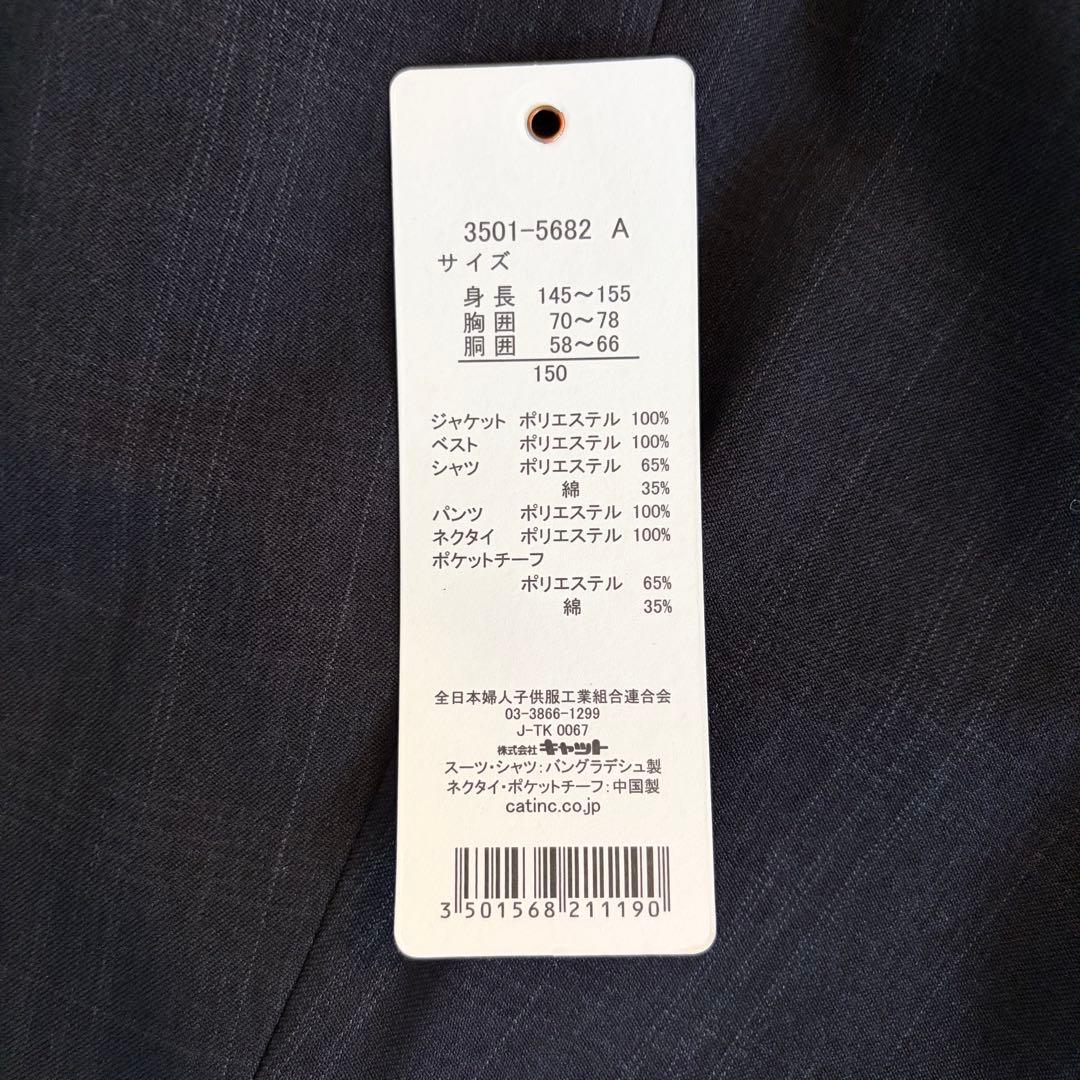 3501-5682 A
サイズ
身長 145～155
胸囲 70～78
胴囲 58～66
150
ジャケット ポリエステル 100%
ベスト ポリエステル 100%
シャツ ポリエステル 65%
綿 35%
パンツ ポリエステル 100%
ネクタイ ポリエステル 100%
ポケットチーフ
ポリエステル 65%
綿 35%
全日本婦人子供服工業組合連合会
03-3866-1299
J-TK 0067
株式会社 キャット
スーツ・シャツ：バングラデシュ製
ネクタイ・ポケットチーフ：中国製
catinc.co.jp
3 501568 211190